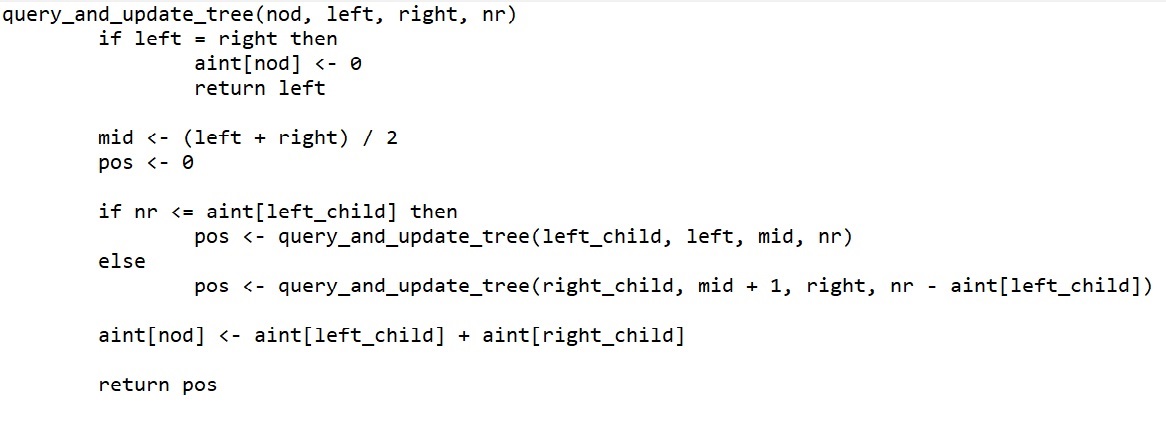 query_and_update_tree(nod, left, right, nr)
if left = right then
aint[nod] <- 0
return left
mid <- (left + right) / 2
pos <- 0
if nr <= aint[left_child] then
pos <- query_and_update_tree(left_child, left, mid, nr)
else
pos <- query_and_update_tree(right_child, mid + 1, right, nr - aint[left_child])
aint[nod] <- aint[left_child] + aint[right_child]
return pos